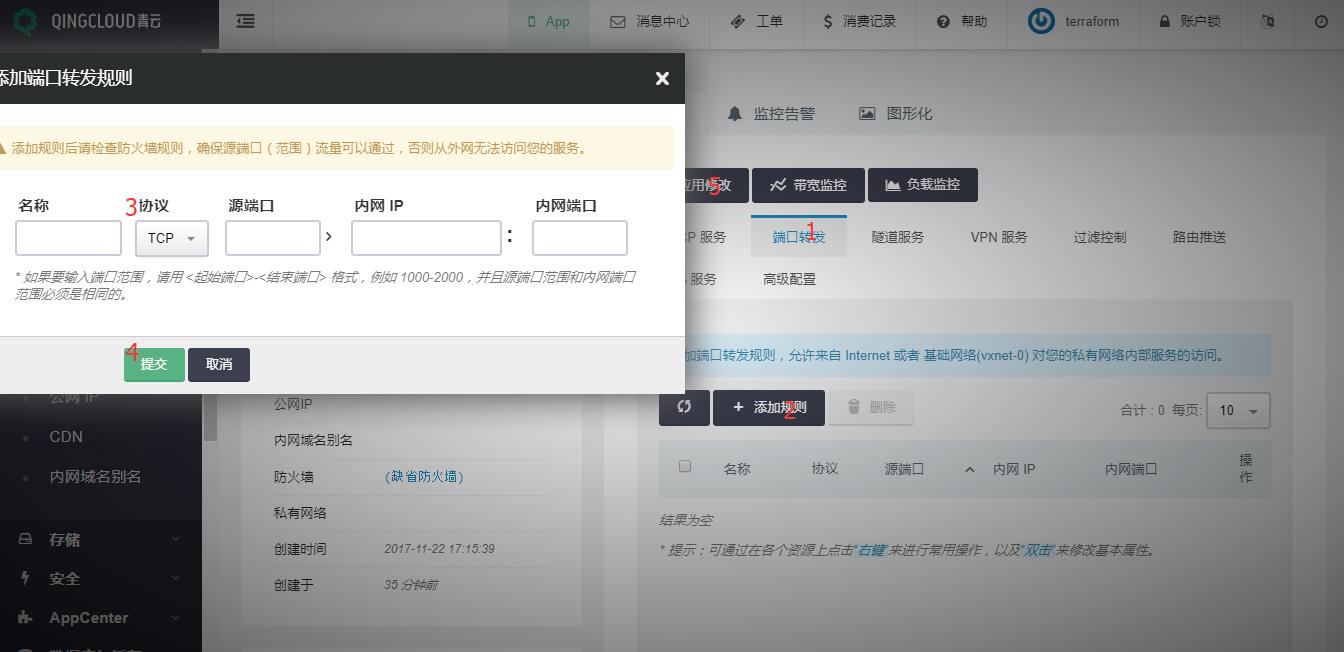 QINGCLOUD青云
App
消息中心
工单
$ 消费记录
帮助
terraform
账户锁
添加端口转发规则
监控告警
图形化
添加规则后请检查防火墙规则，确保源端口（范围）流量可以通过，否则从外网无法访问您的服务。
应用修改
5
带宽监控
负载监控
名称
3
协议
源端口
内网 IP
内网端口
TCP
>
:
P 服务
端口转发
1
隧道服务
VPN 服务
过滤控制
路由推送
* 如果要输入端口范围，请用 <起始端口>-<结束端口> 格式，例如 1000-2000，并且源端口范围和内网端口
范围必须是相同的。
服务
高级配置
4
提交
取消
加端口转发规则，允许来自 Internet 或者 基础网络(vxnet-0) 对您的私有网络内部服务的访问。
公网 IP
CDN
内网域名别名
存储
安全
AppCenter
公网IP
内网域名别名
防火墙
(缺省防火墙)
私有网络
创建时间
2017-11-22 17:15:39
创建于
35 分钟前
+ 添加规则
2
删除
合计：0 每页:
10
名称
协议
源端口
内网 IP
内网端口
操
作
结果为空
* 提示：可通过在各个资源上点击“右键”来进行常用操作，以及“双击”来修改基本属性。